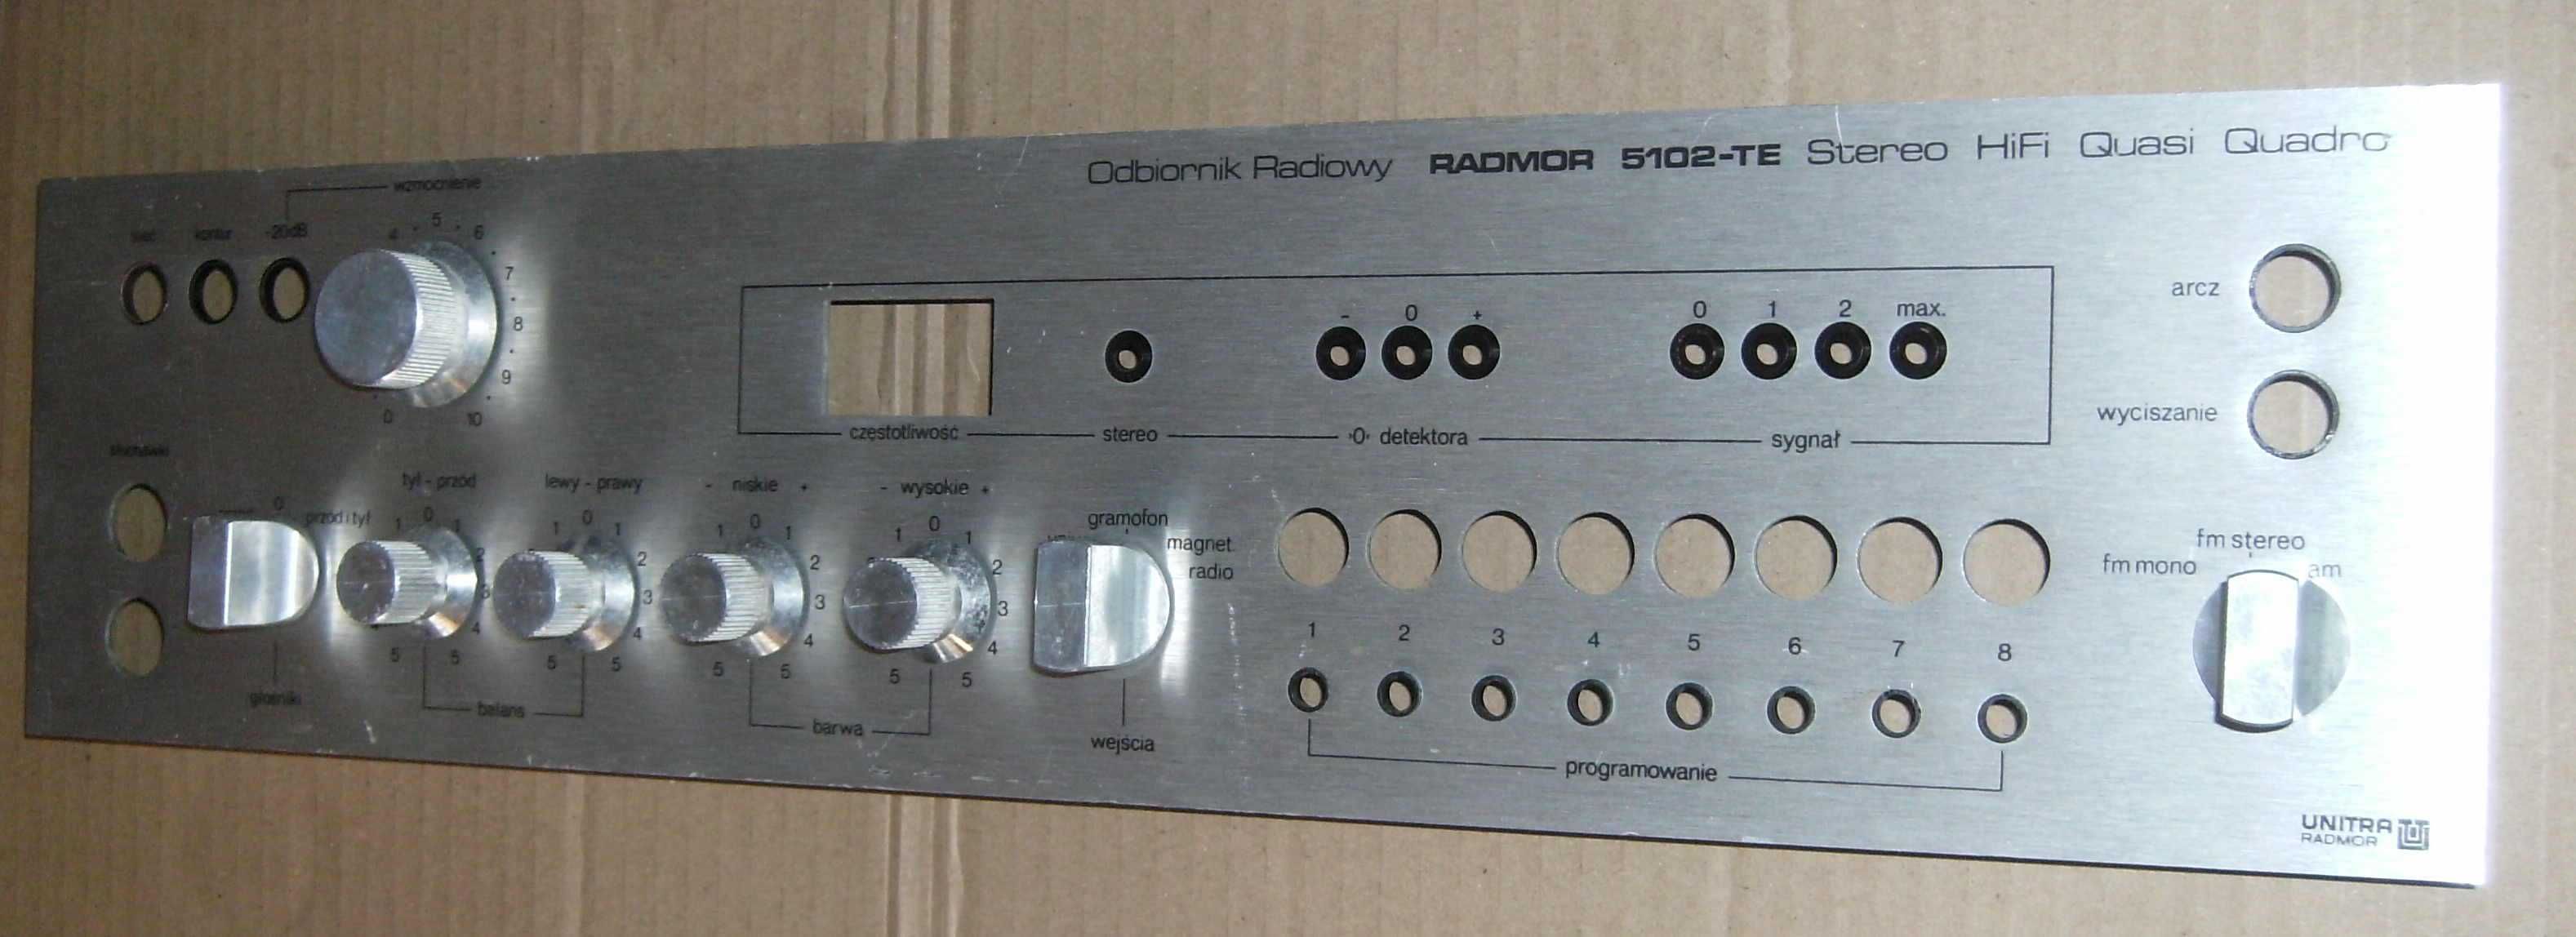 Odbiornik Radiowy RADMOR 5102-TE Stereo HiFi Quasi Quadro
wzmocnienie
sieć kontur -20dB
4 5 6
7
8
9
0 10
- 0 +
0 1 2 max.
częstotliwość stereo ·0· detektora sygnał
arcz
wyciszanie
słuchawki
0
przód i tył
tył - przód
1 0 1
2
3
4
5 5
lewy - prawy
1 0 1
2
3
4
5 5
balans
głośniki
- niskie +
1 0 1
2
3
4
5 5
- wysokie +
1 0 1
2
3
4
5 5
barwa
gramofon
magnet.
radio
wejścia
1 2 3 4 5 6 7 8
programowanie
fm stereo
fm mono am
UNITRA
RADMOR